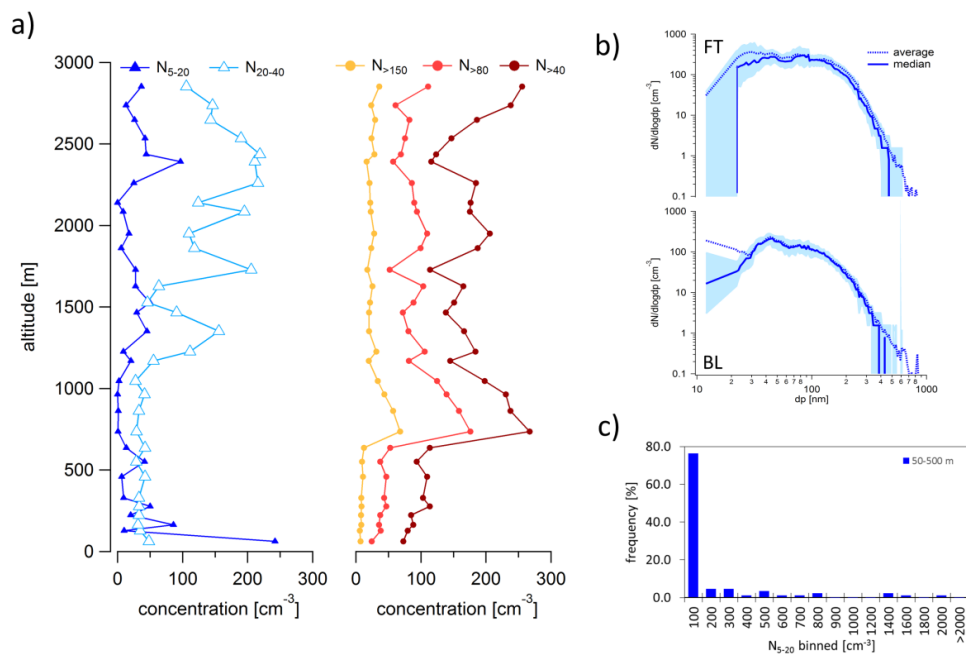 a)
3000
2500
2000
1500
1000
500
0
altitude [m]
N5-20
N20-40
0 100 200 300
concentration [cm-3]
N>150
N>80
N>40
0 100 200 300
concentration [cm-3]
b)
FT
average
median
1000
100
10
1
0.1
dN/dlogdp [cm-3]
1000
100
10
1
0.1
dN/dlogdp [cm-3]
BL
10 2 3 4 5 6 7 8 100 2 3 4 5 6 7 8 1000
dp [nm]
c)
80.0
60.0
40.0
20.0
0.0
frequency [%]
50-500 m
100 200 300 400 500 600 700 800 900 1000 1200 1400 1600 1800 2000 >2000
N5-20 binned [cm-3]